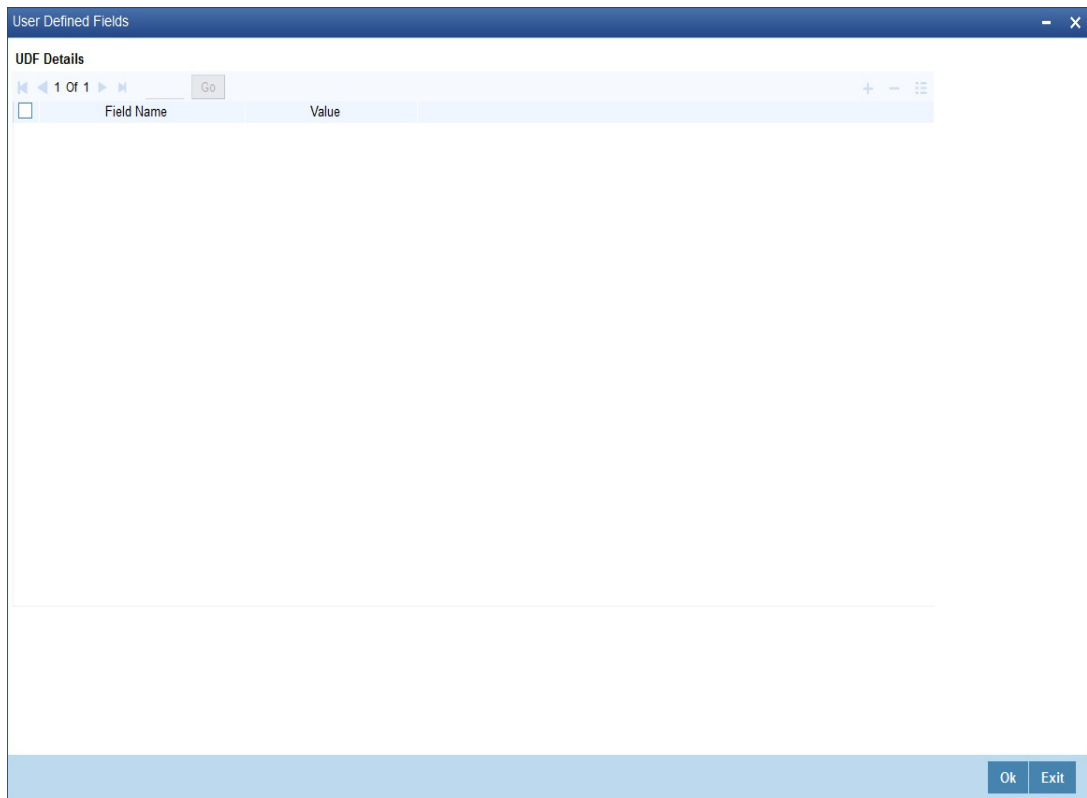 User Defined Fields
UDF Details
1 Of 1 Go
Field Name Value
Ok Exit